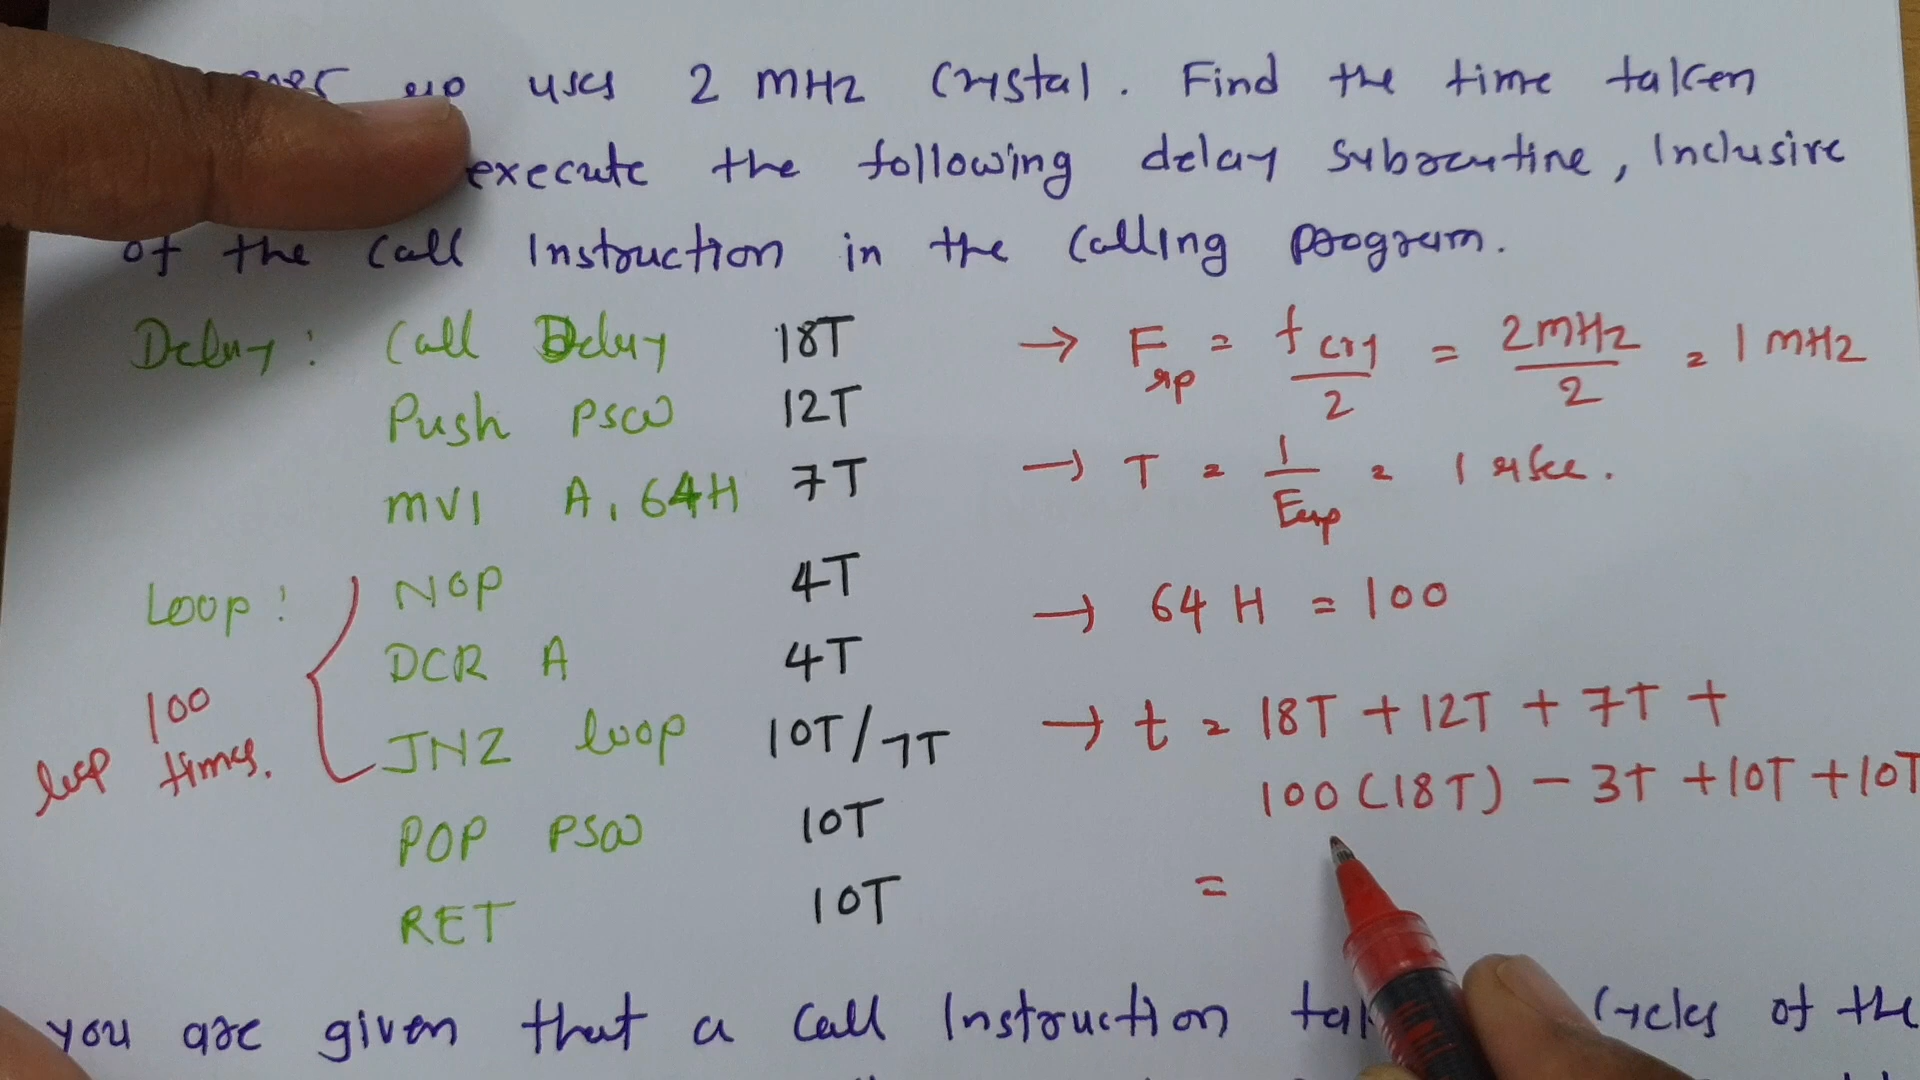 uses 2 MHz Crystal. Find the time taken
execute the following delay subroutine, Inclusive
of the Call Instruction in the Calling program.
Delay: Call Delay 18T → F = fcry/2 = 2MHz/2 = 1 MHz
Push PSW 12T
MVI A, 64H 7T → T = 1/ = 1 μsec.
Loop: NOP 4T → 64 H = 100
DCR A 4T
loop 100 times.
JNZ loop 10T/7T → t = 18T + 12T + 7T +
100(18T) - 3T + 10T + 10T
POP PSW 10T
=
RET 10T
you are given that a Call Instruction cycles of the